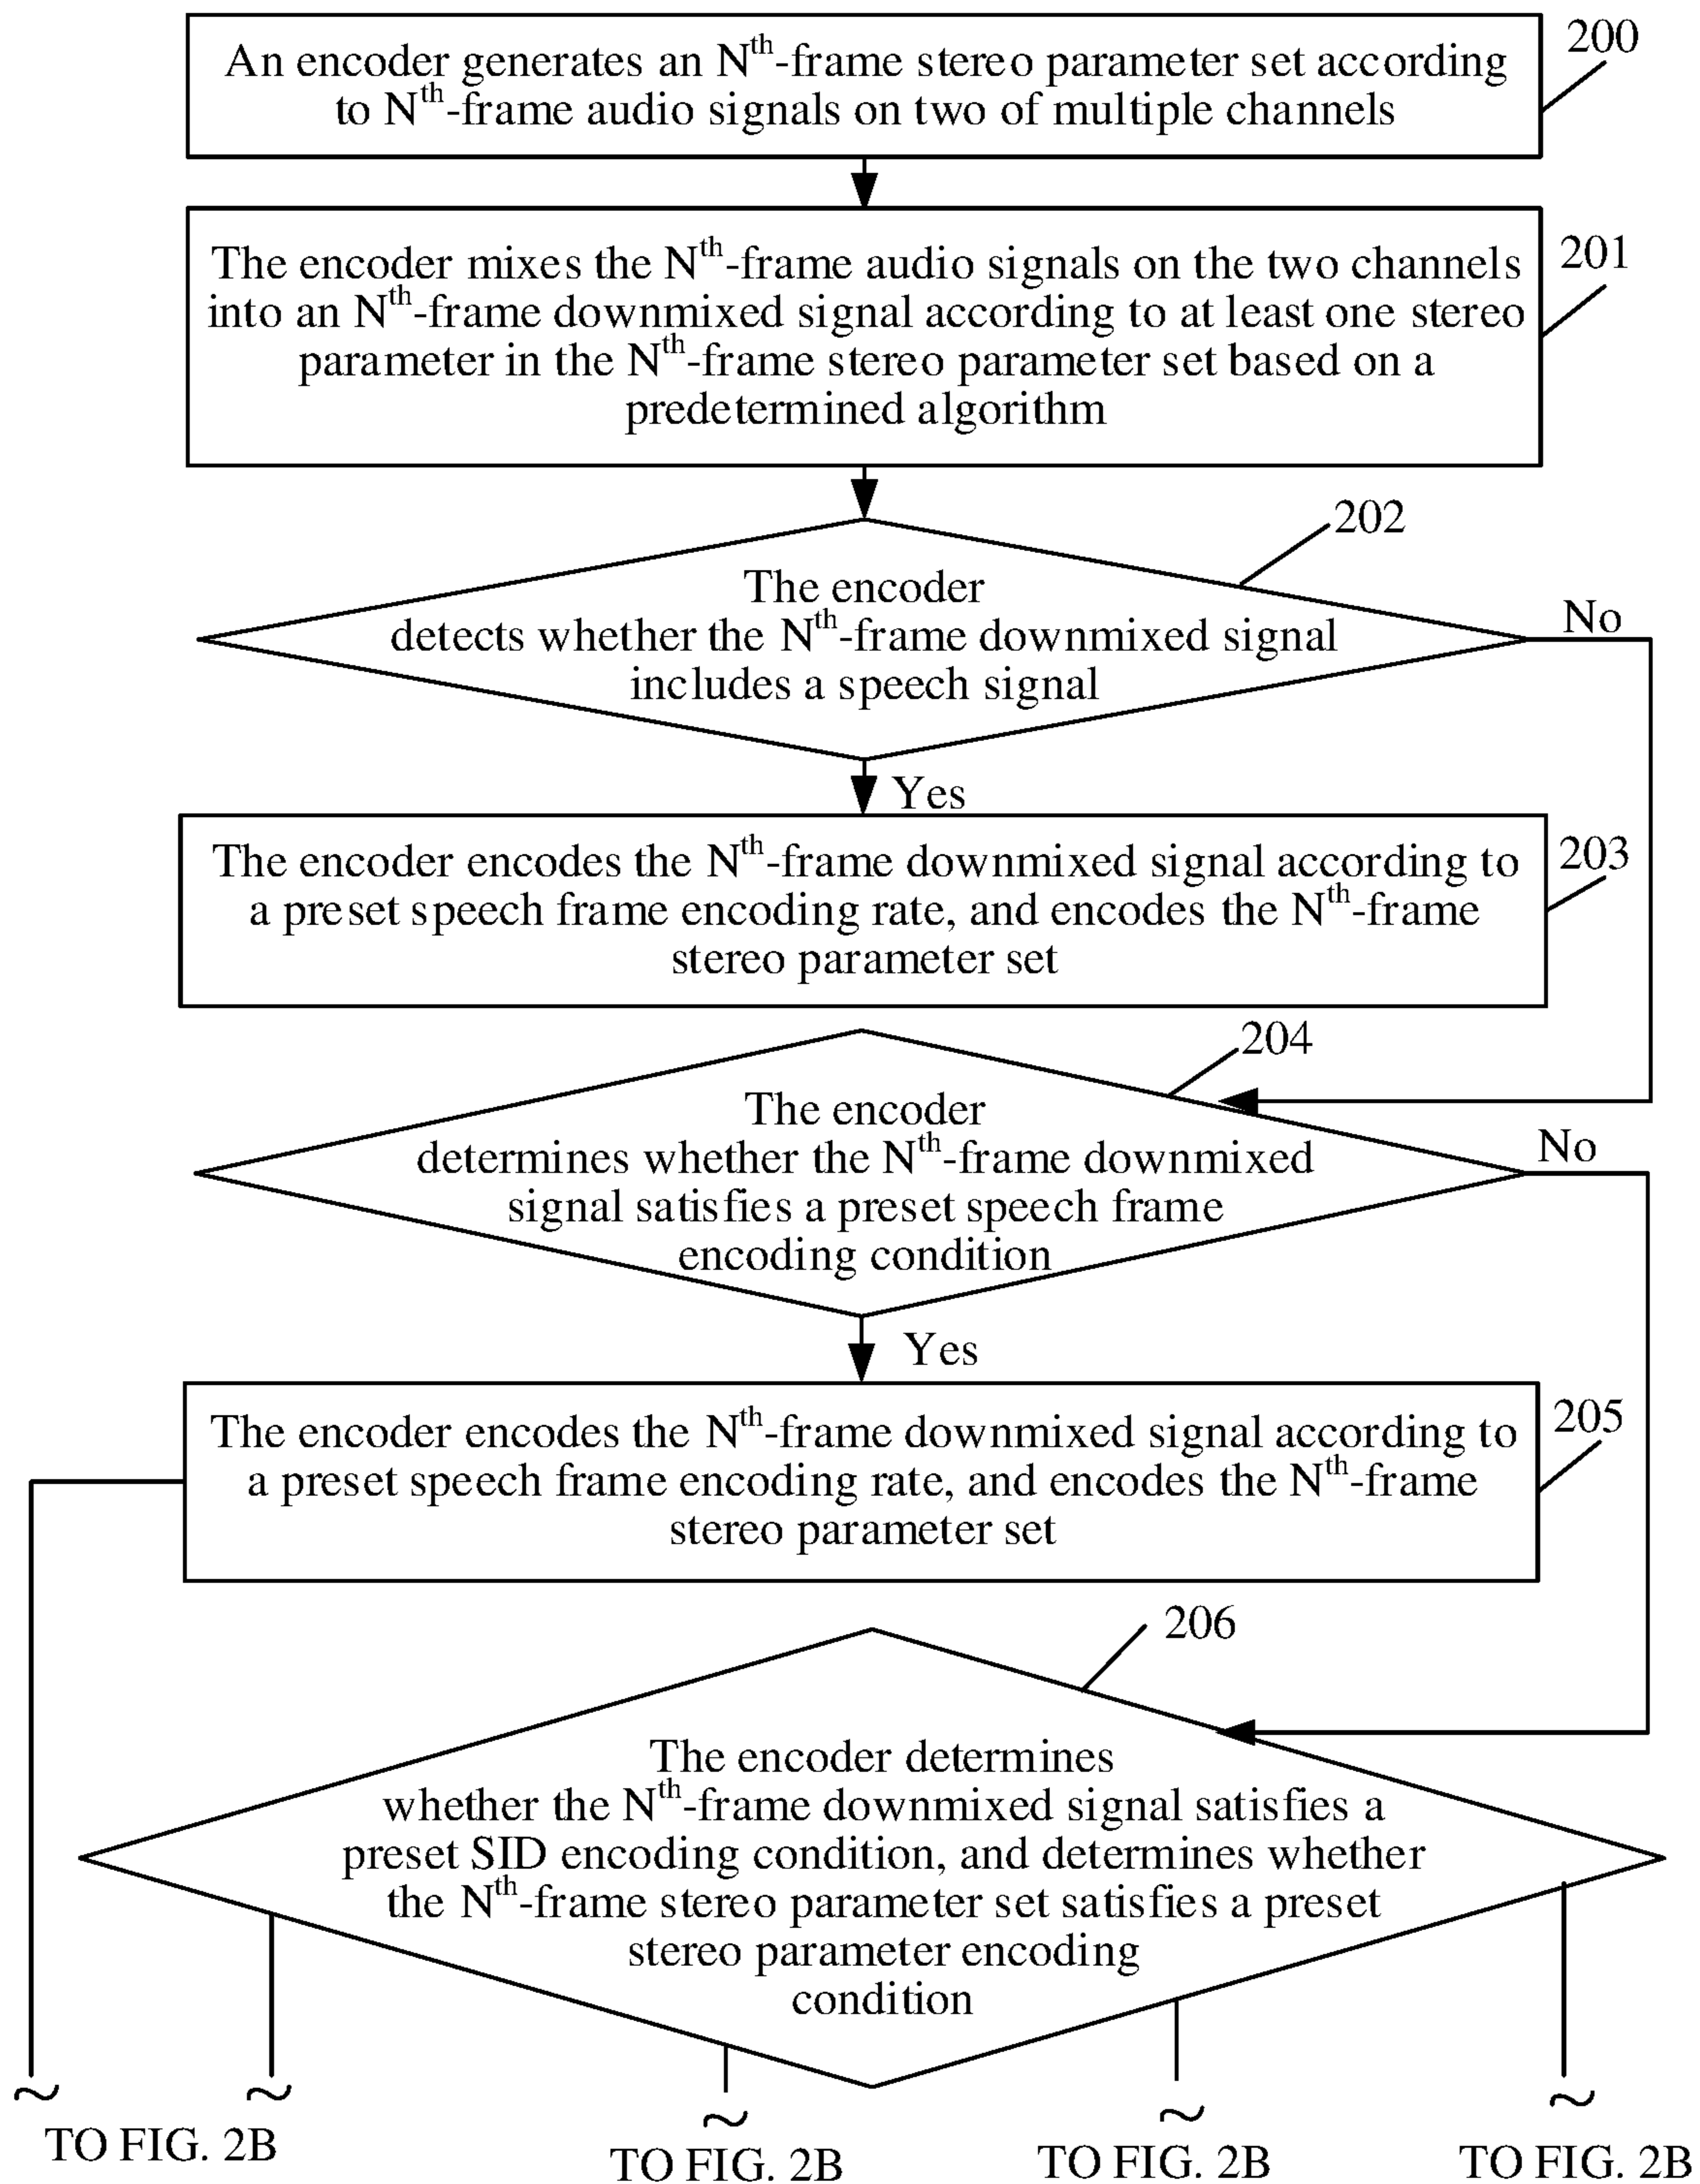 An encoder generates an Nth-frame stereo parameter set according
to Nth-frame audio signals on two of multiple channels
200
The encoder mixes the Nth-frame audio signals on the two channels
into an Nth-frame downmixed signal according to at least one stereo
parameter in the Nth-frame stereo parameter set based on a
predetermined algorithm
201
202
The encoder
detects whether the Nth-frame downmixed signal
includes a speech signal
No
Yes
The encoder encodes the Nth-frame downmixed signal according to
a preset speech frame encoding rate, and encodes the Nth-frame
stereo parameter set
203
204
The encoder
determines whether the Nth-frame downmixed
signal satisfies a preset speech frame
encoding condition
No
Yes
The encoder encodes the Nth-frame downmixed signal according to
a preset speech frame encoding rate, and encodes the Nth-frame
stereo parameter set
205
206
The encoder determines
whether the Nth-frame downmixed signal satisfies a
preset SID encoding condition, and determines whether
the Nth-frame stereo parameter set satisfies a preset
stereo parameter encoding
condition
TO FIG. 2B
TO FIG. 2B
TO FIG. 2B
TO FIG. 2B